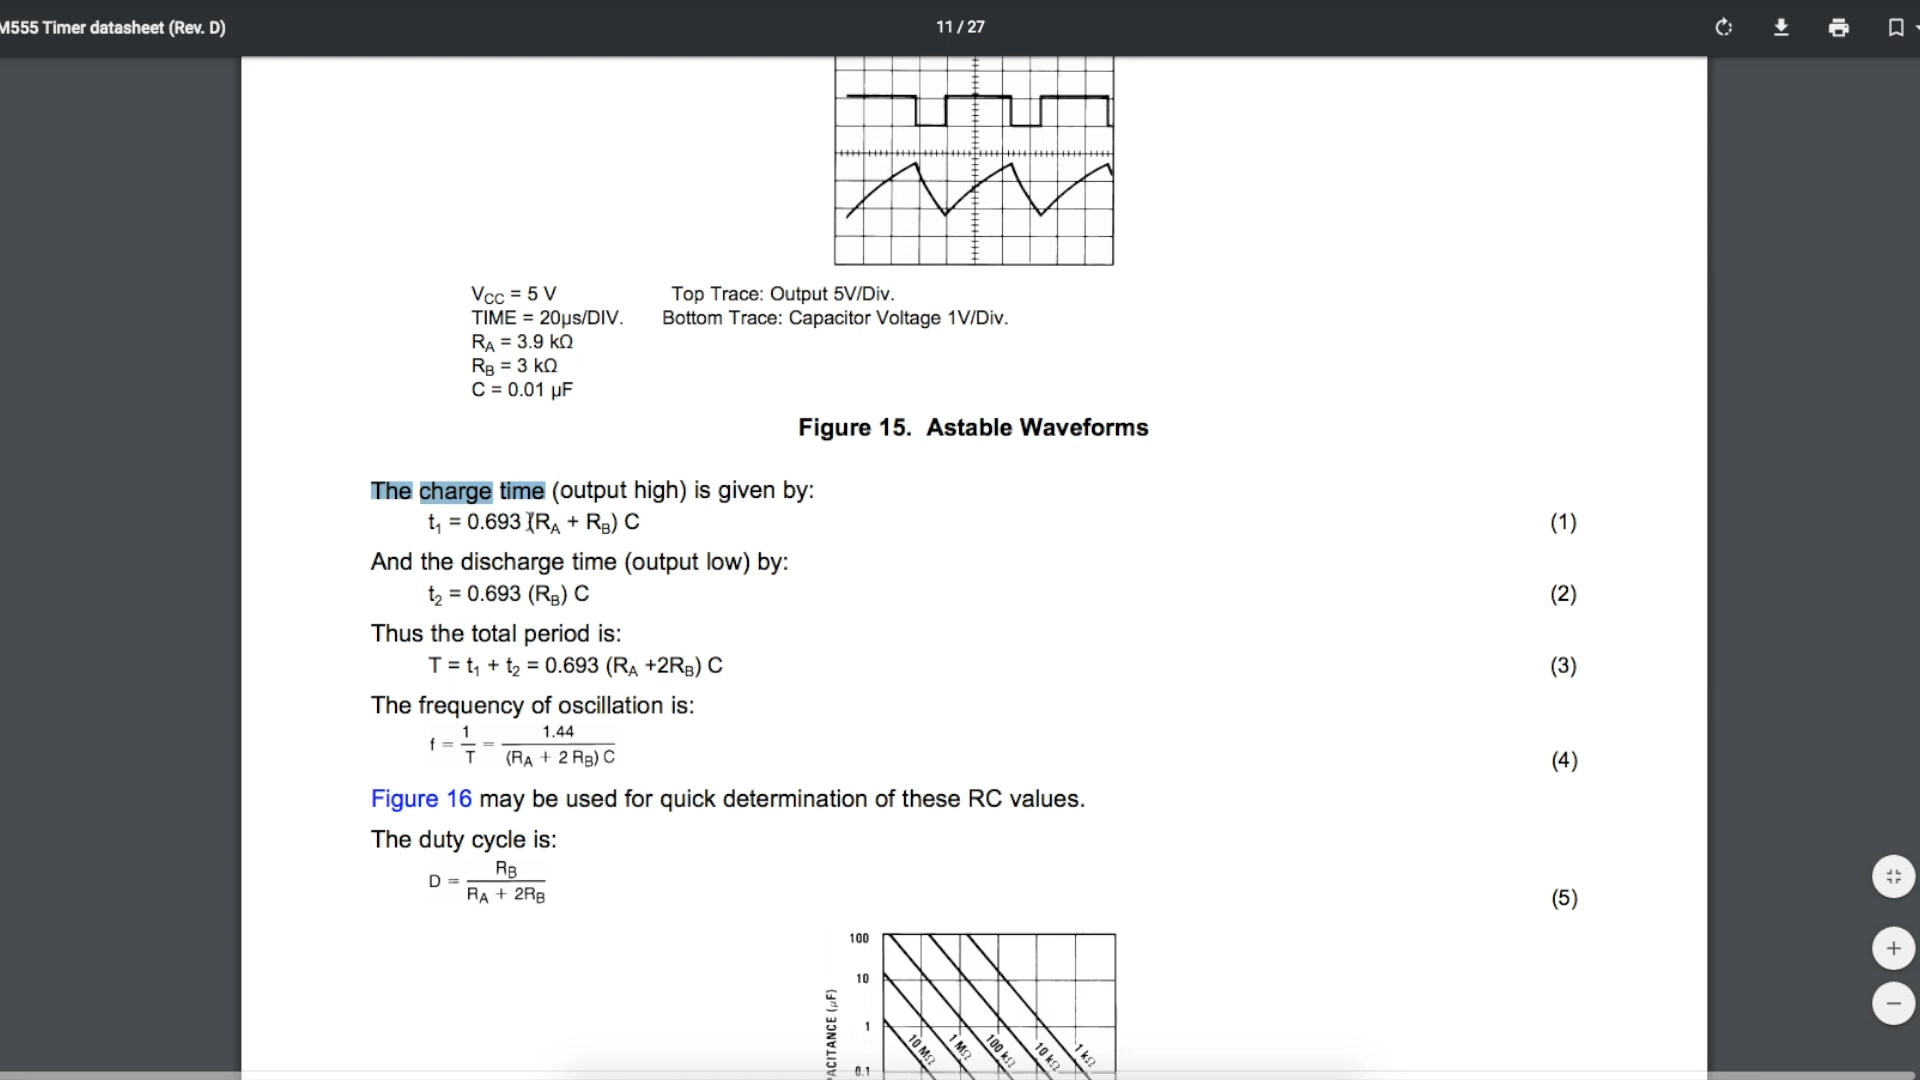 M555 Timer datasheet (Rev. D)
11 / 27
VCC = 5 V
Top Trace: Output 5V/Div.
TIME = 20μs/DIV.
Bottom Trace: Capacitor Voltage 1V/Div.
RA = 3.9 kΩ
RB = 3 kΩ
C = 0.01 μF
Figure 15. Astable Waveforms
The charge time (output high) is given by:
t1 = 0.693 (RA + RB) C (1)
And the discharge time (output low) by:
t2 = 0.693 (RB) C (2)
Thus the total period is:
T = t1 + t2 = 0.693 (RA +2RB) C (3)
The frequency of oscillation is:
f = 1/T = 1.44/(RA + 2 RB) C (4)
Figure 16 may be used for quick determination of these RC values.
The duty cycle is:
D = RB/RA + 2RB (5)
100
10
1
0.1
PACITANCE (μF)
10 MΩ
1 MΩ
100 kΩ
10 kΩ
1 kΩ